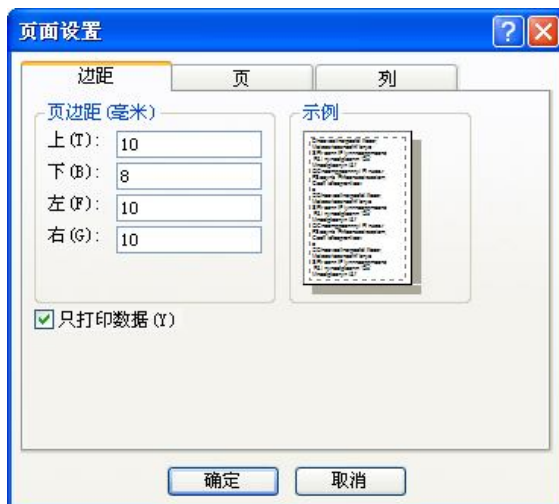 页面设置
边距 页 列
页边距(毫米) 示例
上(T): 10
下(B): 8
左(F): 10
右(G): 10
只打印数据(Y)
确定 取消